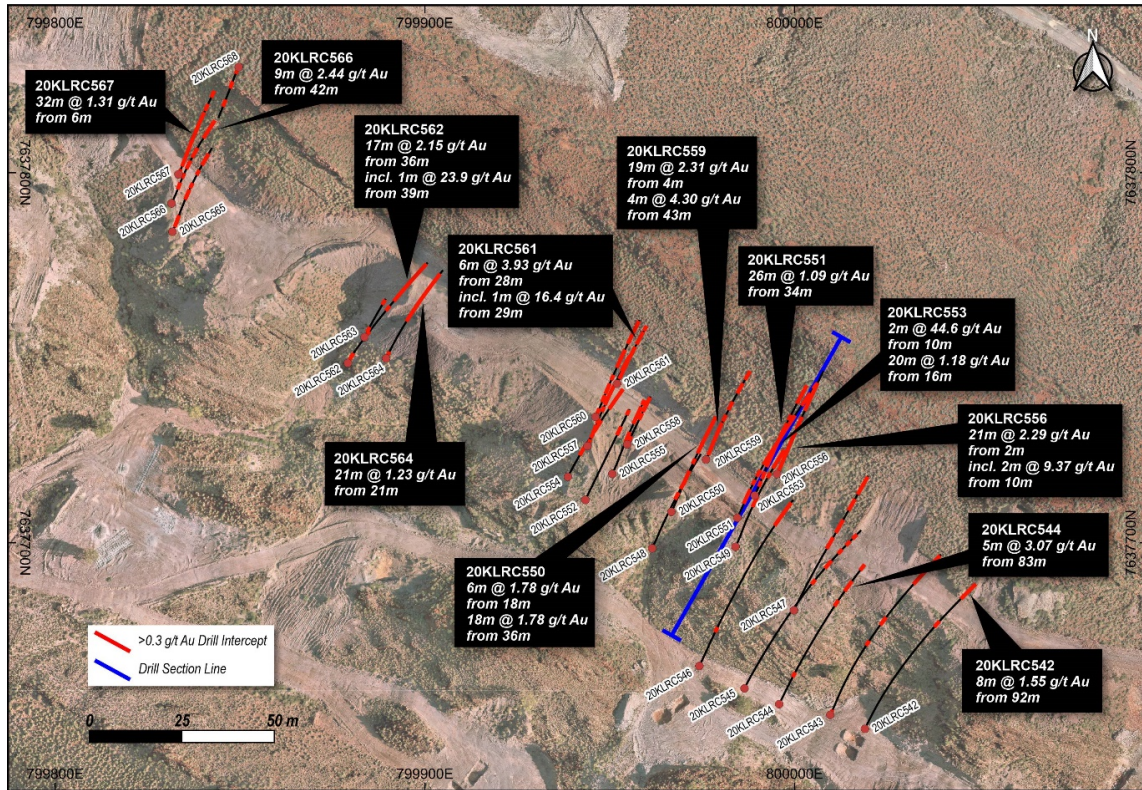 799800E
799900E
800000E
N
7637800N
7637800N
7637700N
7637700N
20KLRC567
32m @ 1.31 g/t Au
from 6m
20KLRC566
9m @ 2.44 g/t Au
from 42m
20KLRC562
17m @ 2.15 g/t Au
from 36m
incl. 1m @ 23.9 g/t Au
from 39m
20KLRC559
19m @ 2.31 g/t Au
from 4m
4m @ 4.30 g/t Au
from 43m
20KLRC561
6m @ 3.93 g/t Au
from 28m
incl. 1m @ 16.4 g/t Au
from 29m
20KLRC551
26m @ 1.09 g/t Au
from 34m
20KLRC553
2m @ 44.6 g/t Au
from 10m
20m @ 1.18 g/t Au
from 16m
20KLRC556
21m @ 2.29 g/t Au
from 2m
incl. 2m @ 9.37 g/t Au
from 10m
20KLRC564
21m @ 1.23 g/t Au
from 21m
20KLRC544
5m @ 3.07 g/t Au
from 83m
20KLRC550
6m @ 1.78 g/t Au
from 18m
18m @ 1.78 g/t Au
from 36m
20KLRC542
8m @ 1.55 g/t Au
from 92m
20KLRC568
20KLRC567
20KLRC566
20KLRC565
20KLRC563
20KLRC562
20KLRC564
20KLRC561
20KLRC560
20KLRC558
20KLRC557
20KLRC555
20KLRC554
20KLRC552
20KLRC559
20KLRC556
20KLRC553
20KLRC550
20KLRC551
20KLRC548
20KLRC549
20KLRC547
20KLRC546
20KLRC545
20KLRC544
20KLRC543
20KLRC542
>0.3 g/t Au Drill Intercept
Drill Section Line
0 25 50 m
799800E
799900E
800000E